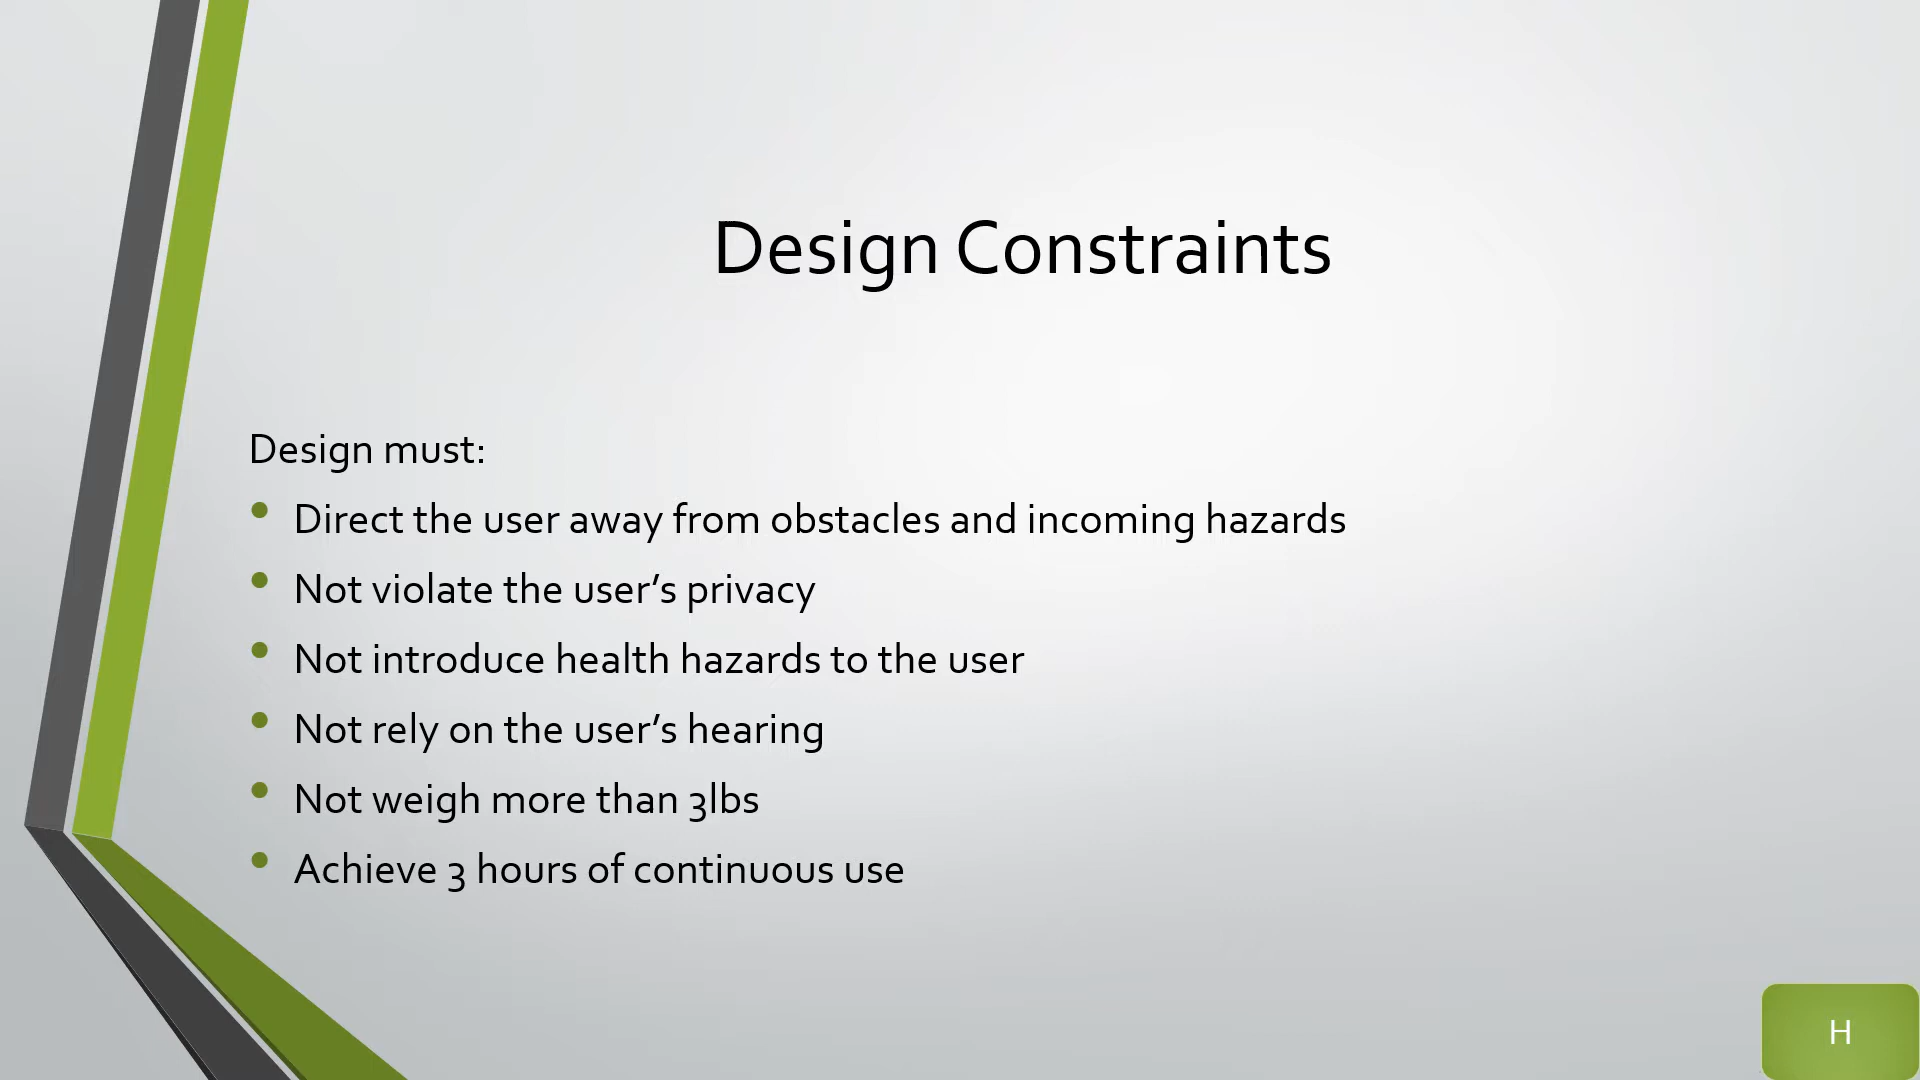 Design Constraints
Design must:
• Direct the user away from obstacles and incoming hazards
• Not violate the user’s privacy
• Not introduce health hazards to the user
• Not rely on the user’s hearing
• Not weigh more than 3lbs
• Achieve 3 hours of continuous use
H